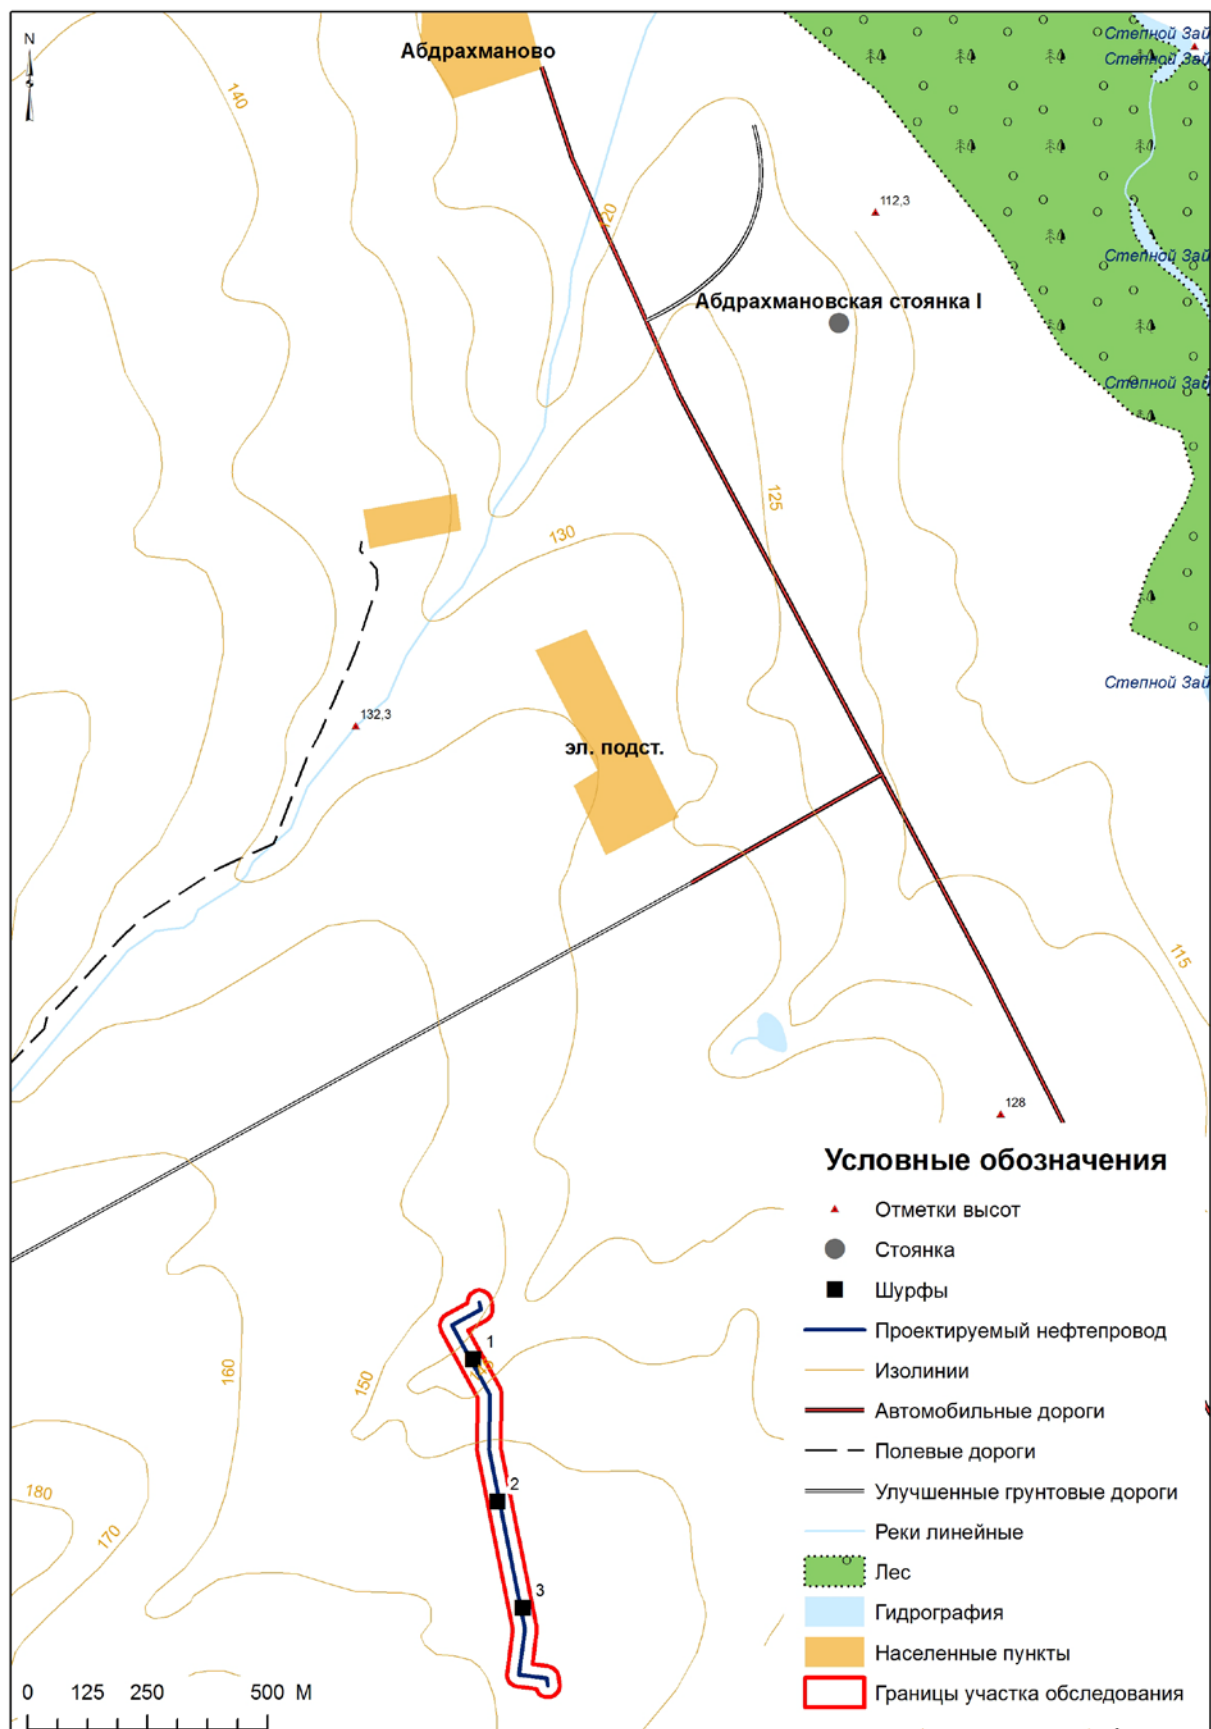 N
Абдрахманово
Степной Зай
Степной Зай
140
120
112,3
Степной Зай
Абдрахмановская стоянка I
Степной Зай
125
130
Степной Зай
132,3
эл. подст.
115
128
Условные обозначения
Отметки высот
Стоянка
Шурфы
Проектируемый нефтепровод
Изолинии
Автомобильные дороги
Полевые дороги
Улучшенные грунтовые дороги
Реки линейные
Лес
Гидрография
Населенные пункты
Границы участка обследования
1
160
150
2
180
170
3
0 125 250 500 М